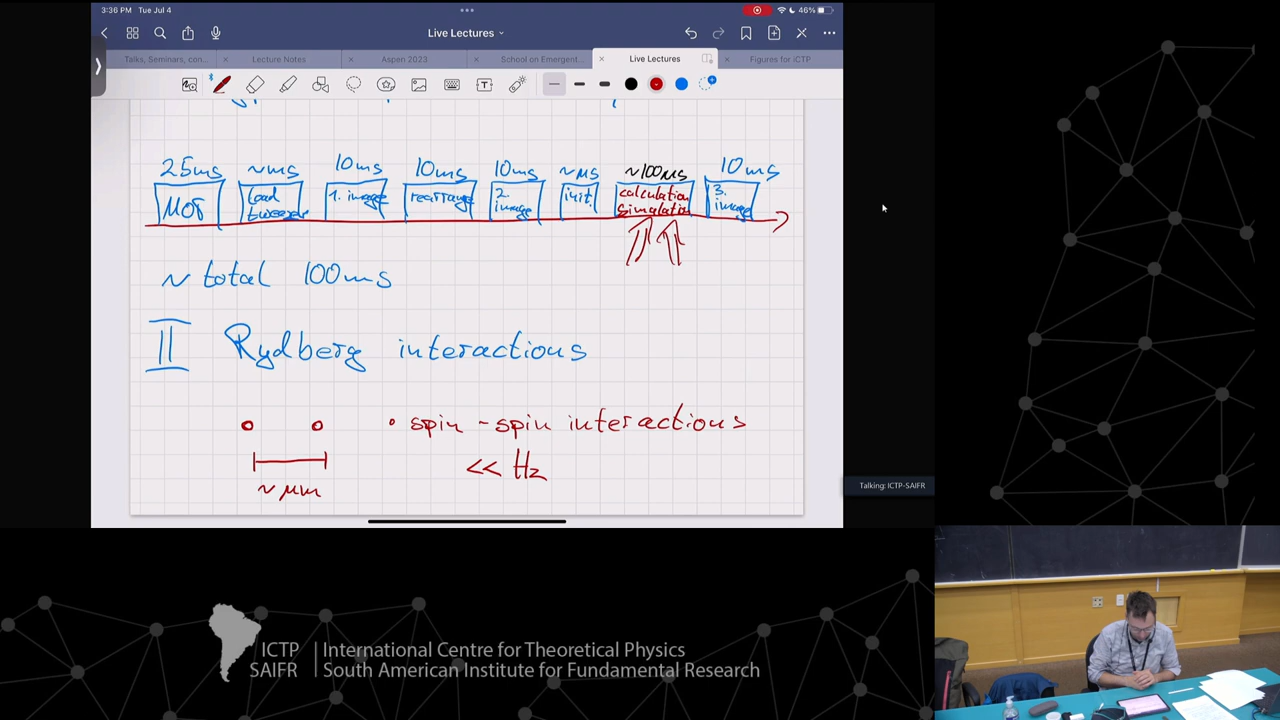 3:36 PM Tue Jul 4
46%
Live Lectures
Talks, Seminars, con...
Lecture Notes
Aspen 2023
School on Emergent...
Live Lectures
Figures for ICTP
25ms ~ms 10ms 10ms 10ms ~ms ~100μs 10ms
MOT
Load tweezer
1. image
rearrange
2. image
init.
calculation simulation
3. image
~ total 100ms
II Rydberg interactions
• spin-spin interactions
<< Hz
~ μm
Talking: ICTP-SAIFR
ICTP SAIFR
International Centre for Theoretical Physics
South American Institute for Fundamental Research